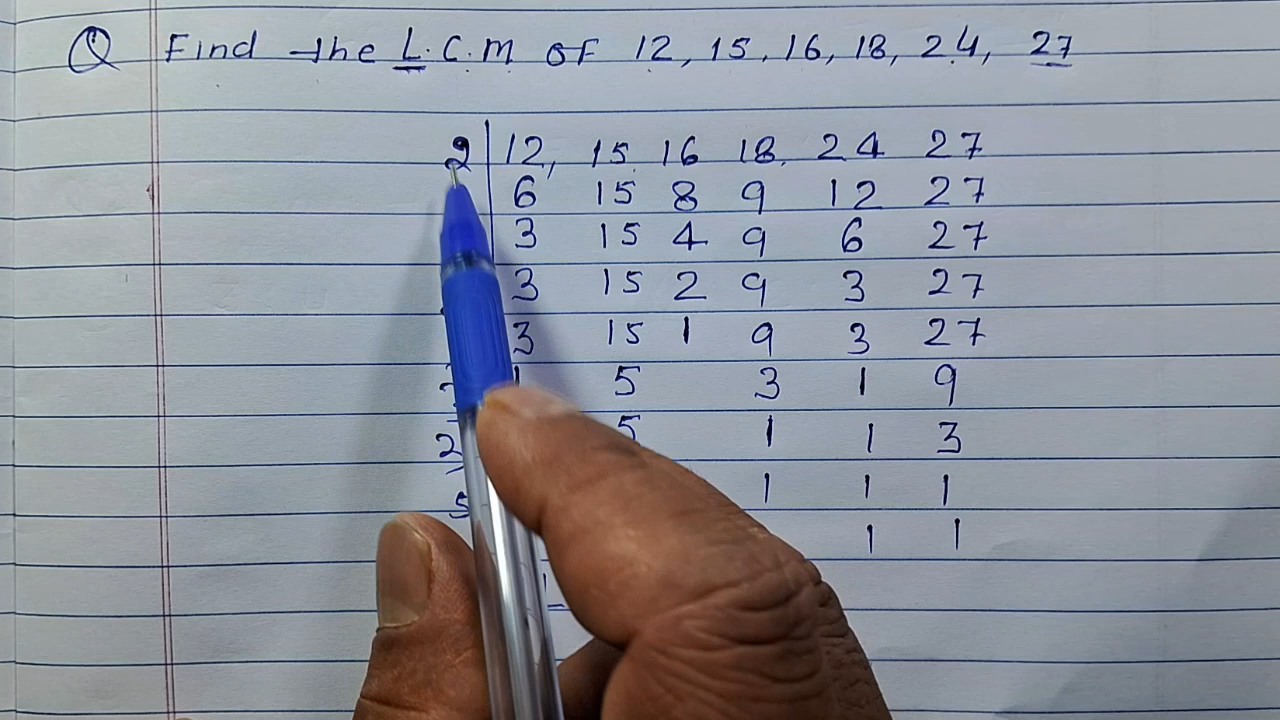 Q Find the L.C.M OF 12, 15, 16, 18, 24, 27
2 12, 15 16 18 24 27
6 15 8 9 12 27
3 15 4 9 6 27
3 15 2 9 3 27
3 15 1 9 3 27
5 3 1 9
5 1 1 3
5 1 1 1
1 1